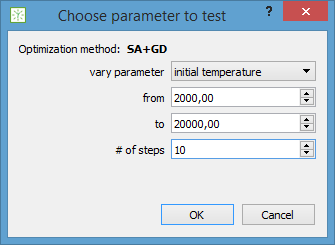 Choose parameter to test ?
Optimization method: SA+GD
vary parameter initial temperature
from 2000,00
to 20000,00
# of steps 10
OK Cancel